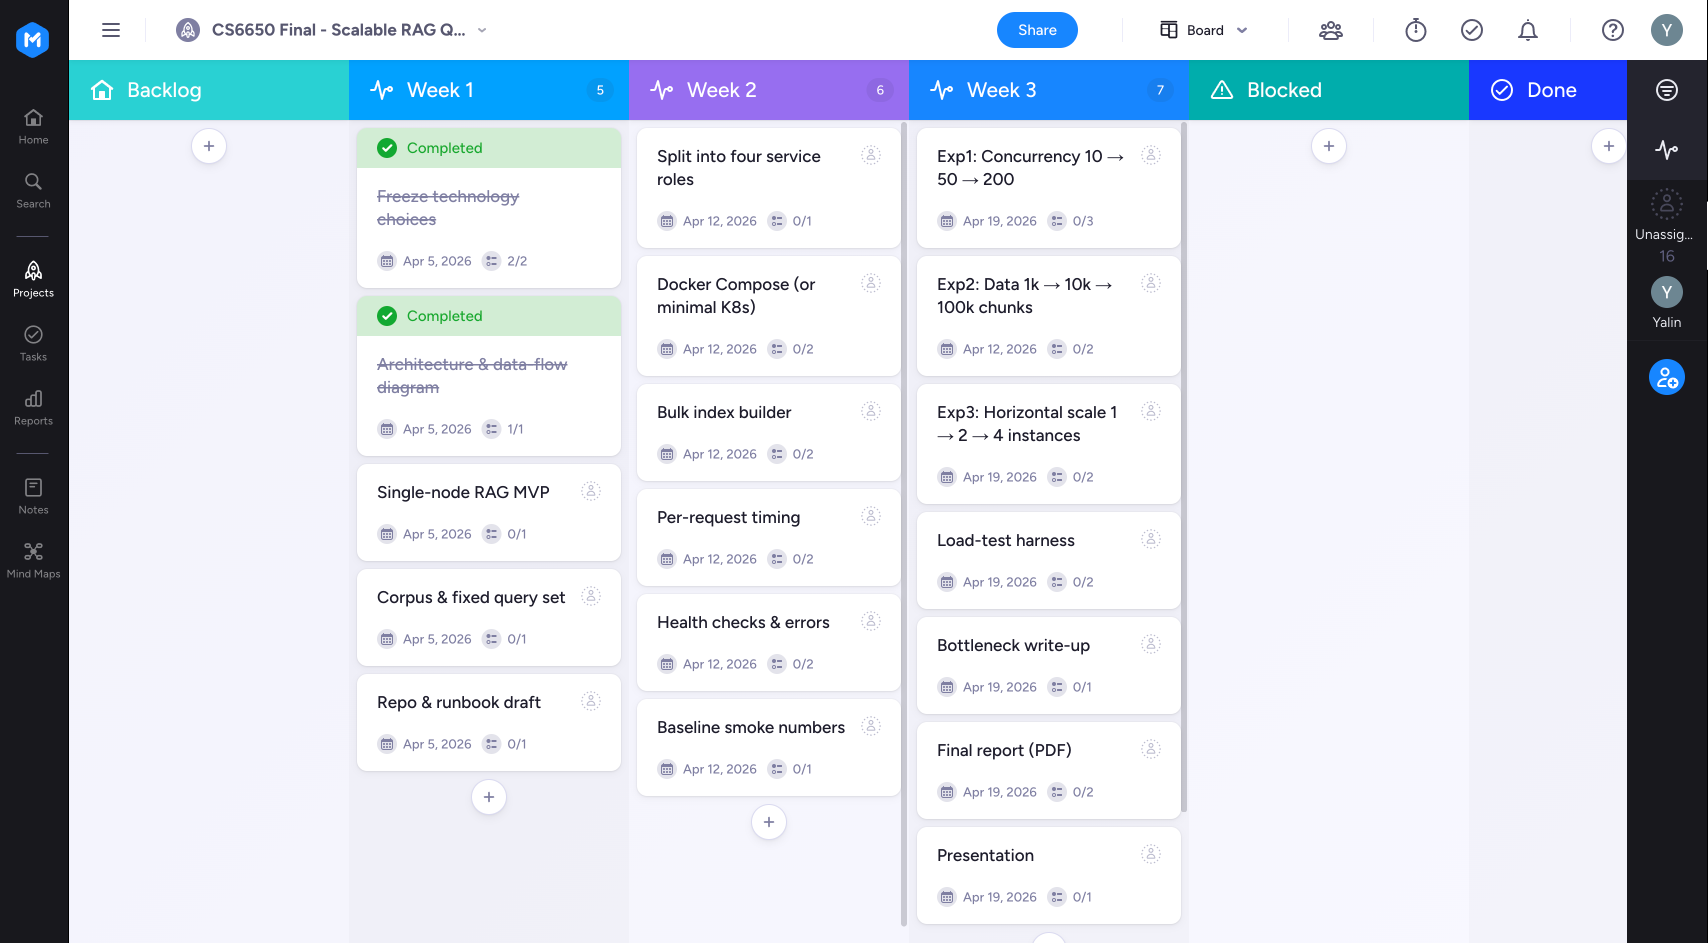 CS6650 Final - Scalable RAG Q...
Share
Board
Y
Home
Search
Projects
Tasks
Reports
Notes
Mind Maps
Backlog
Week 1
5
Completed
Freeze technology
choices
Apr 5, 2026 2/2
Completed
Architecture & data-flow
diagram
Apr 5, 2026 1/1
Single-node RAG MVP
Apr 5, 2026 0/1
Corpus & fixed query set
Apr 5, 2026 0/1
Repo & runbook draft
Apr 5, 2026 0/1
Week 2
6
Split into four service
roles
Apr 12, 2026 0/1
Docker Compose (or
minimal K8s)
Apr 12, 2026 0/2
Bulk index builder
Apr 12, 2026 0/2
Per-request timing
Apr 12, 2026 0/2
Health checks & errors
Apr 12, 2026 0/2
Baseline smoke numbers
Apr 12, 2026 0/1
Week 3
7
Exp1: Concurrency 10 →
50 → 200
Apr 19, 2026 0/3
Exp2: Data 1k → 10k →
100k chunks
Apr 12, 2026 0/2
Exp3: Horizontal scale 1
→ 2 → 4 instances
Apr 19, 2026 0/2
Load-test harness
Apr 19, 2026 0/2
Bottleneck write-up
Apr 19, 2026 0/1
Final report (PDF)
Apr 19, 2026 0/2
Presentation
Apr 19, 2026 0/1
Blocked
Done
Unassig...
16
Y
Yalin